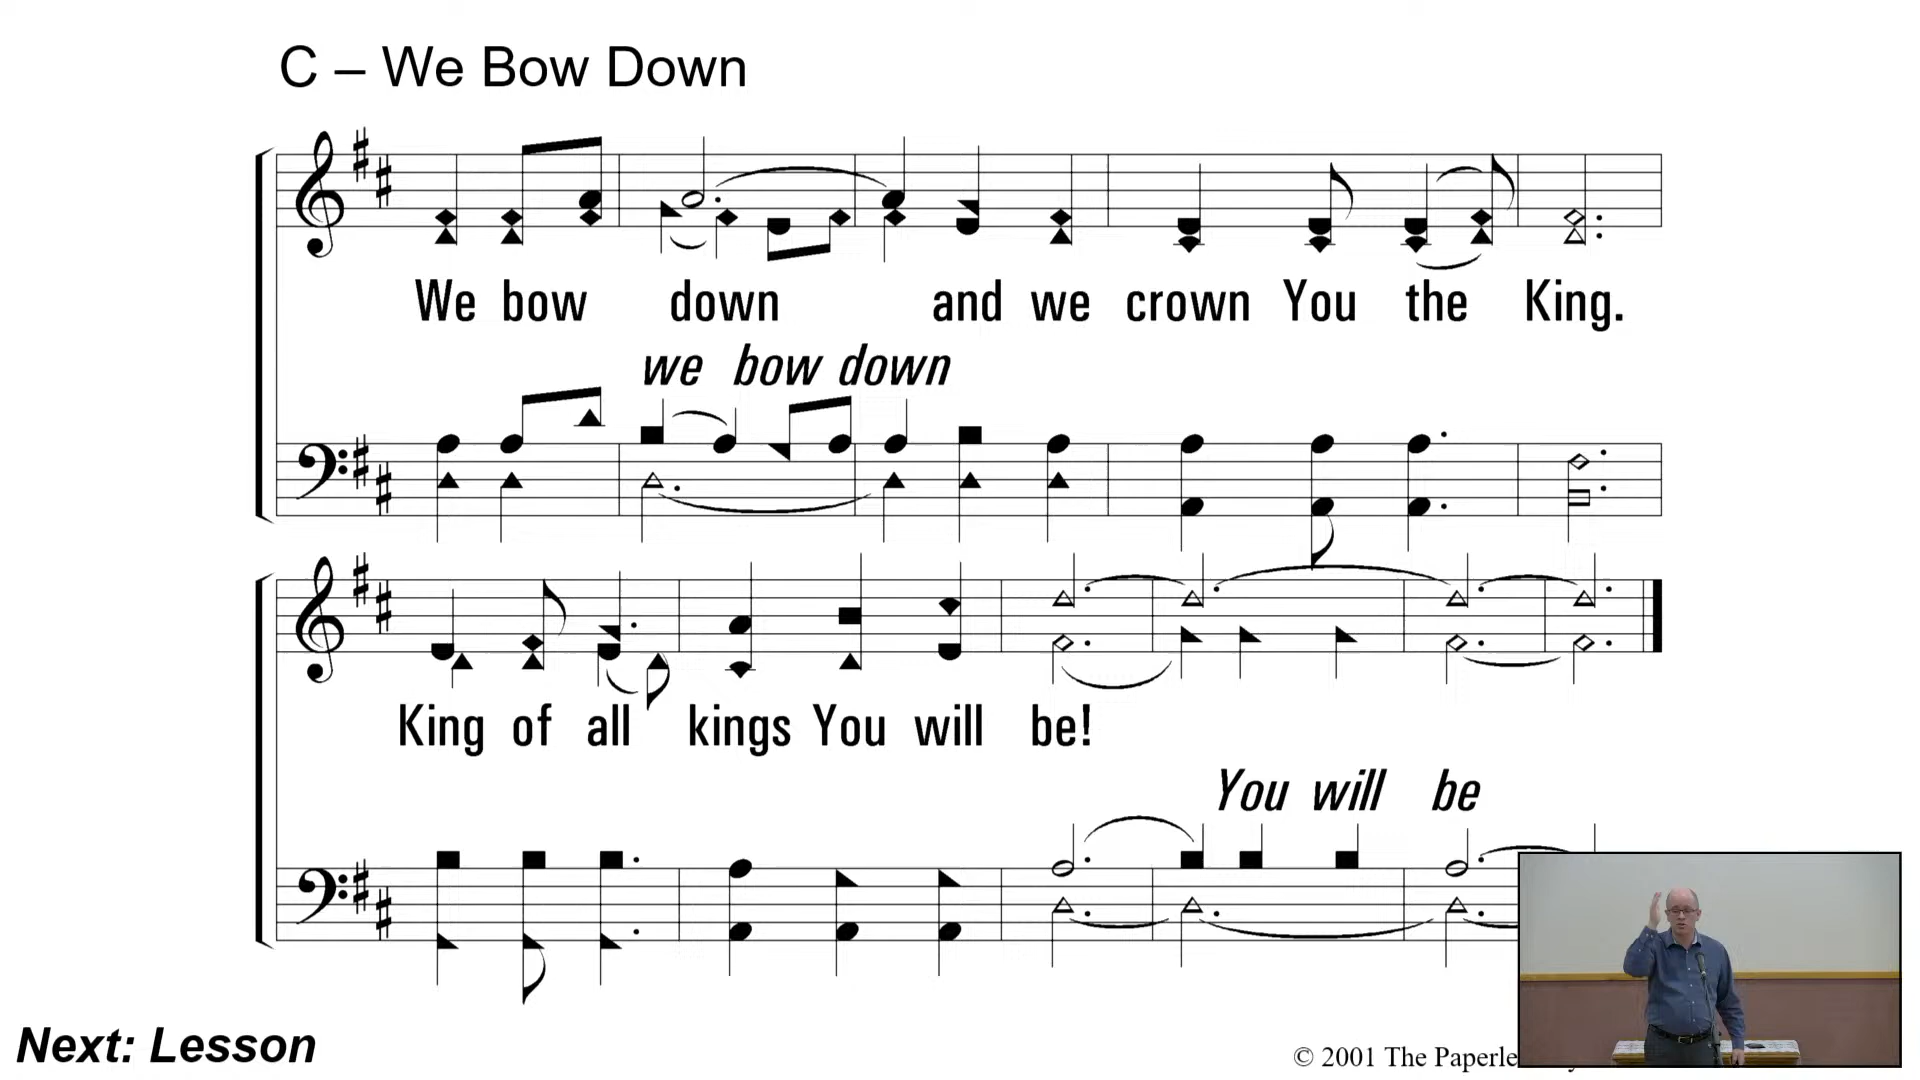 C – We Bow Down
We bow down and we crown You the King.
we bow down
King of all kings You will be!
You will be
Next: Lesson
© 2001 The